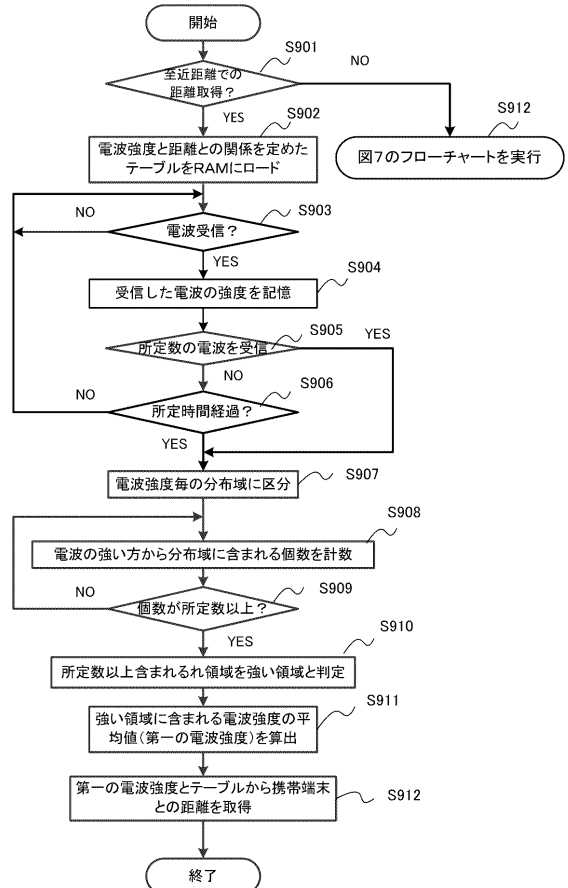 開始
S901
至近距離での
距離取得？
NO
YES
S912
図７のフローチャートを実行
S902
電波強度と距離との関係を定めた
テーブルをRAMにロード
NO
S903
電波受信？
YES
S904
受信した電波の強度を記憶
S905
所定数の電波を受信
YES
NO
S906
NO
所定時間経過？
YES
S907
電波強度毎の分布域に区分
S908
電波の強い方から分布域に含まれる個数を計数
NO
S909
個数が所定数以上？
YES
S910
所定数以上含まれるれ領域を強い領域と判定
S911
強い領域に含まれる電波強度の平
均値（第一の電波強度）を算出
第一の電波強度とテーブルから携帯端末
との距離を取得
S912
終了